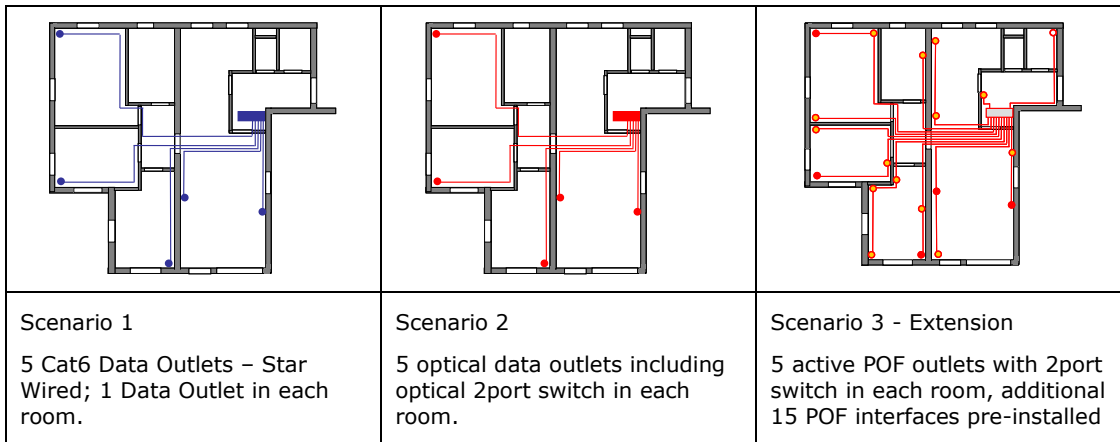 Scenario 1
5 Cat6 Data Outlets – Star
Wired; 1 Data Outlet in each
room.
Scenario 2
5 optical data outlets including
optical 2port switch in each
room.
Scenario 3 - Extension
5 active POF outlets with 2port
switch in each room, additional
15 POF interfaces pre-installed